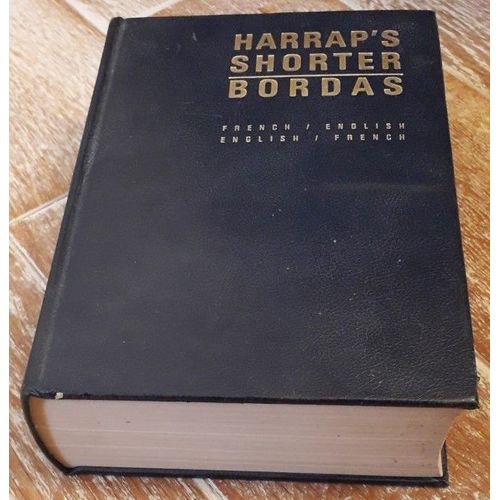 HARRAP'S
SHORTER
BORDAS
FRENCH / ENGLISH
ENGLISH / FRENCH